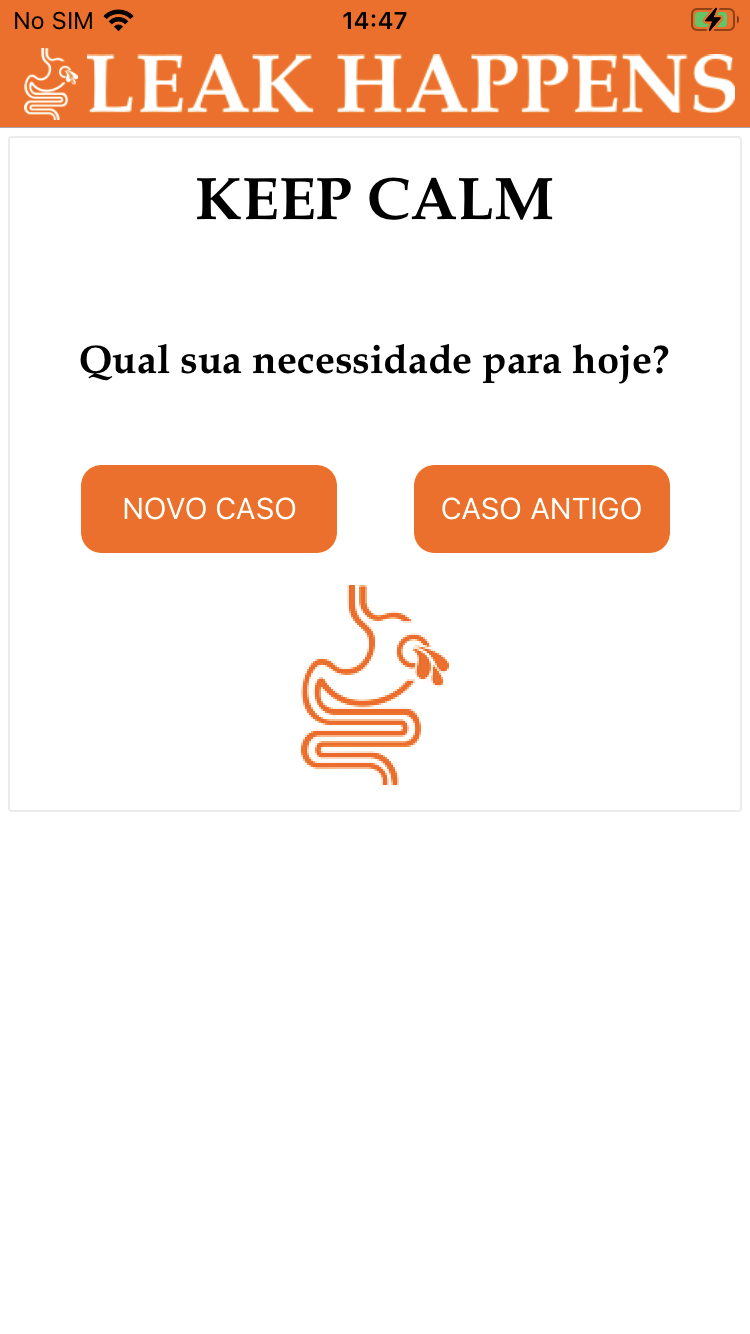 No SIM 14:47
LEAK HAPPENS
KEEP CALM
Qual sua necessidade para hoje?
NOVO CASO CASO ANTIGO